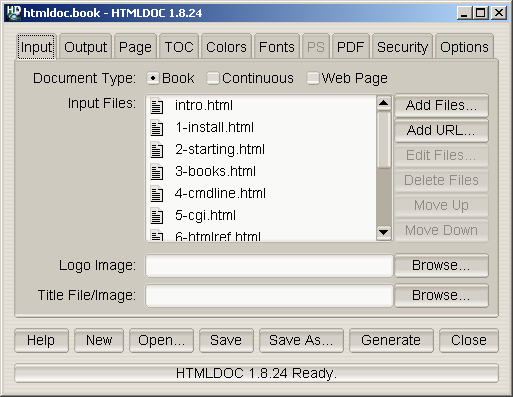 htmldoc.book - HTMLDOC 1.8.24
Input Output Page TOC Colors Fonts PS PDF Security Options
Document Type: Book Continuous Web Page
Input Files:
intro.html
1-install.html
2-starting.html
3-books.html
4-cmdline.html
5-cgi.html
6-htmlref.html
Add Files...
Add URL...
Edit Files...
Delete Files
Move Up
Move Down
Logo Image: Browse...
Title File/Image: Browse...
Help New Open... Save Save As... Generate Close
HTMLDOC 1.8.24 Ready.